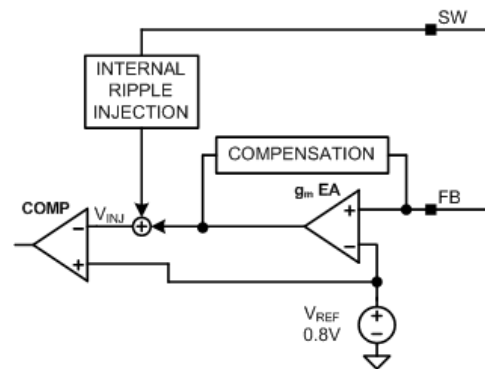 SW
INTERNAL
RIPPLE
INJECTION
COMPENSATION
gm EA
FB
COMP
VINJ
+
−
+
−
+
−
+
VREF
0.8V
+
−